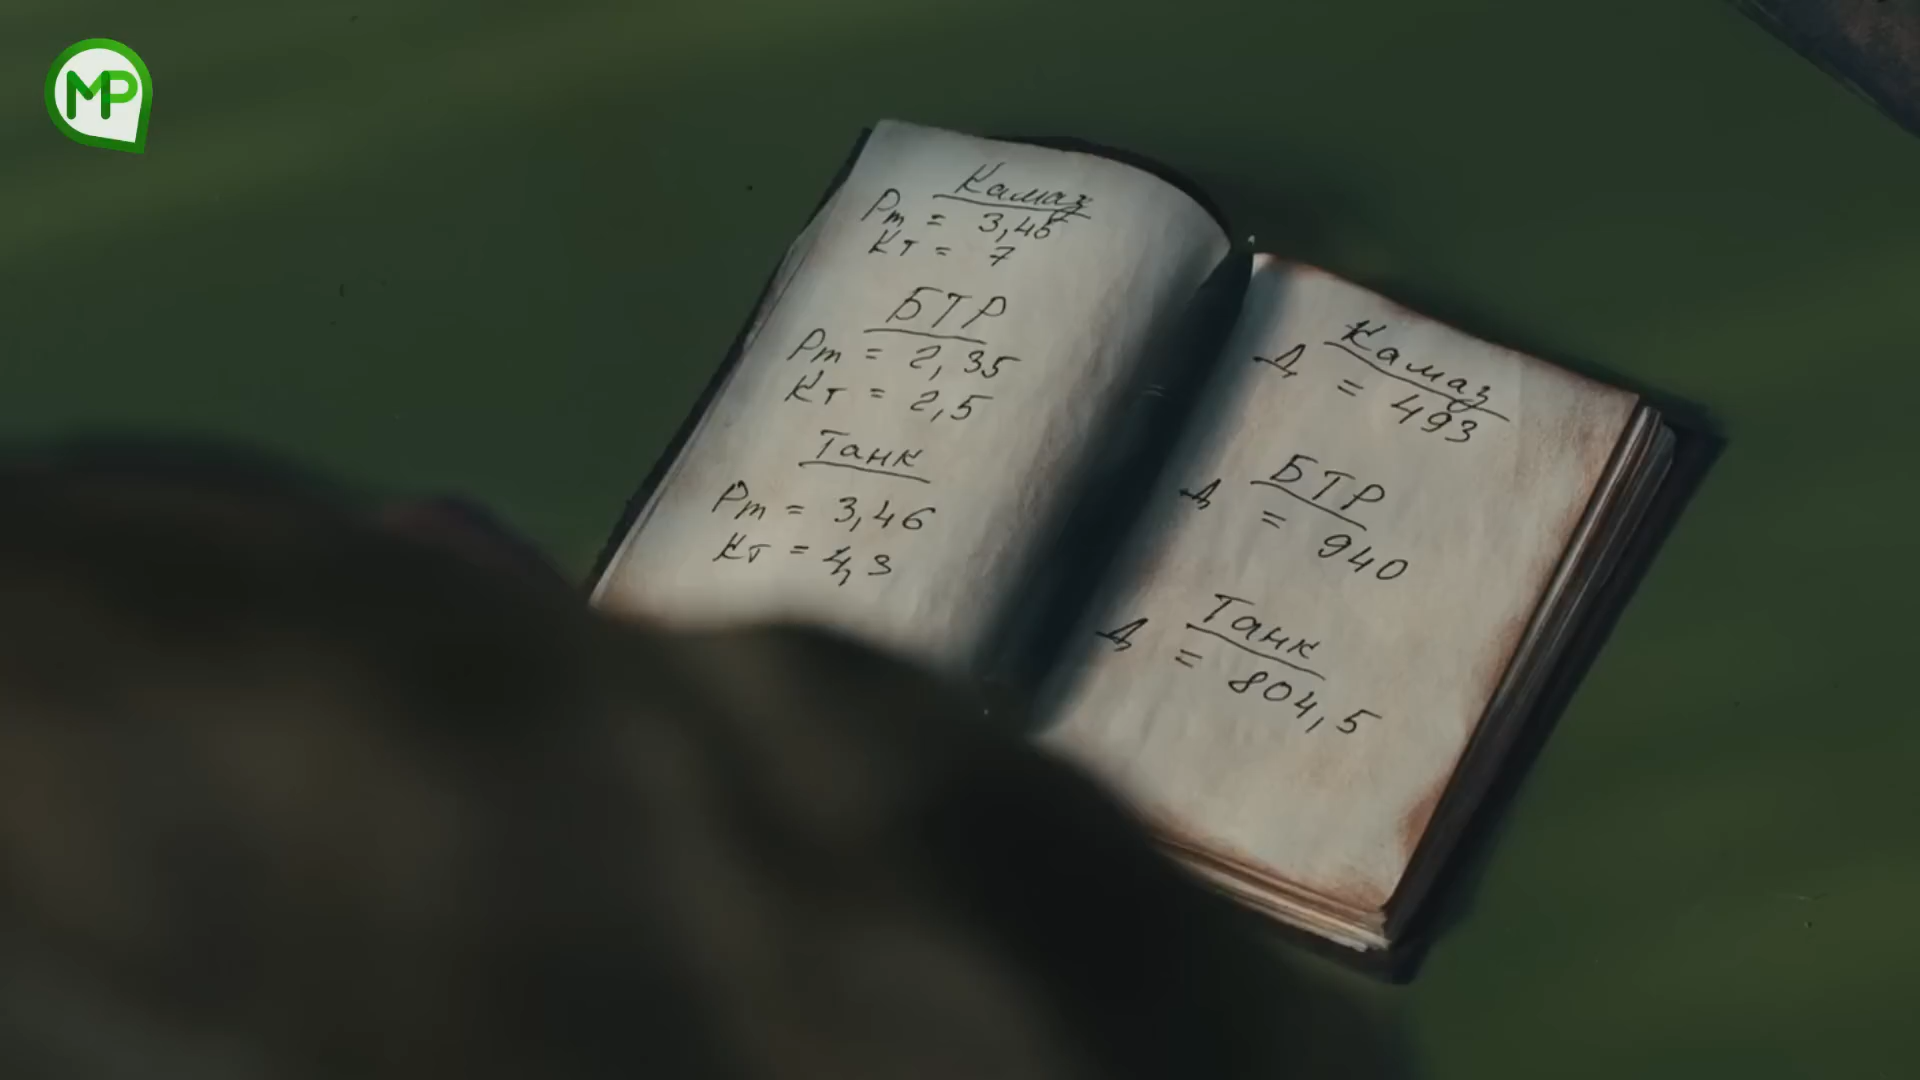 МР
Камаз
Рт = 3,46
Кт = 7
БТР
Рт = 2,35
Кт = 2,5
Танк
Рт = 3,46
Кт = 4,3
Камаз
Д = 493
БТР
Д = 940
Танк
Д = 804,5